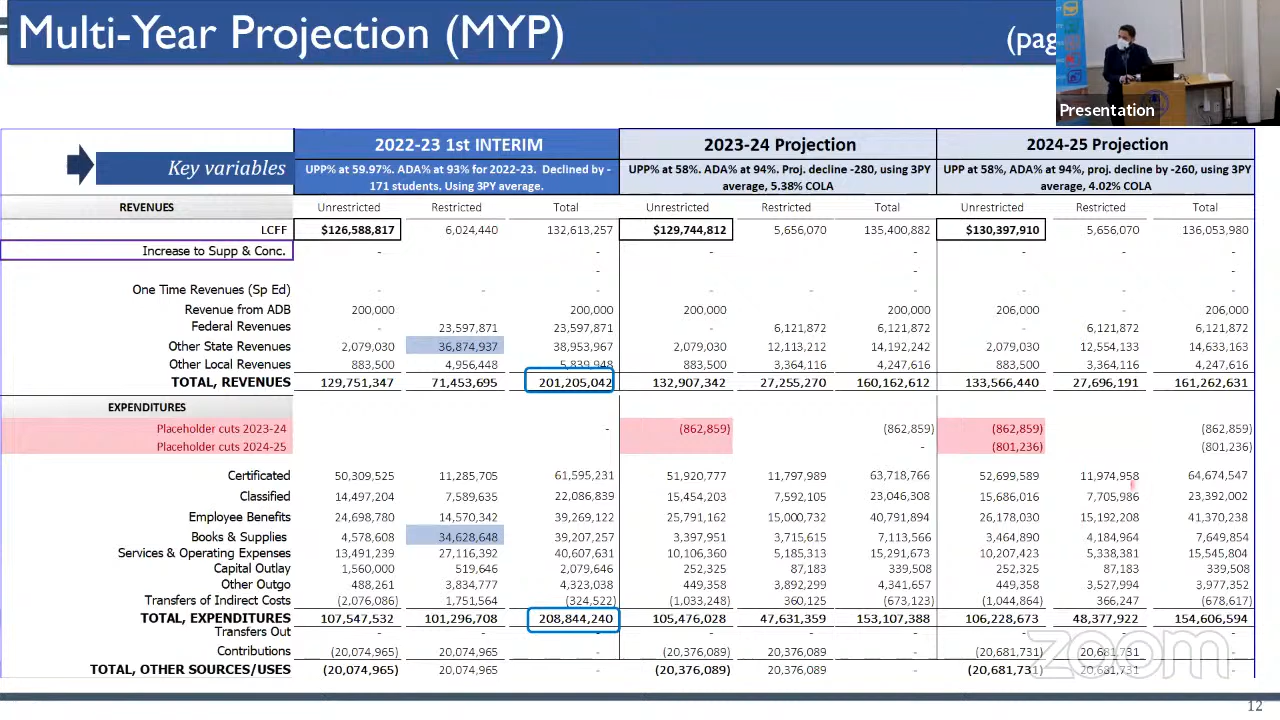 Multi-Year Projection (MYP)
(pag
Presentation
Key variables
2022-23 1st INTERIM
2023-24 Projection
2024-25 Projection
UPP% at 59.97%. ADA% at 93% for 2022-23. Declined by -
171 students. Using 3PY average.
UPP% at 58%. ADA% at 94%. Proj. decline -280, using 3PY
average, 5.38% COLA
UPP at 58%, ADA% at 94%, proj. decline by -260, using 3PY
average, 4.02% COLA
REVENUES Unrestricted Restricted Total Unrestricted Restricted Total Unrestricted Restricted Total
LCFF $126,588,817 6,024,440 132,613,257 $129,744,812 5,656,070 135,400,882 $130,397,910 5,656,070 136,053,980
Increase to Supp & Conc. - - - - - -
- - -
One Time Revenues (Sp Ed) - - - - - - - - -
Revenue from ADB 200,000 200,000 200,000 200,000 206,000 - 206,000
Federal Revenues - 23,597,871 23,597,871 - 6,121,872 6,121,872 - 6,121,872 6,121,872
Other State Revenues 2,079,030 36,874,937 38,953,967 2,079,030 12,113,212 14,192,242 2,079,030 12,554,133 14,633,163
Other Local Revenues 883,500 4,956,448 5,839,948 883,500 3,364,116 4,247,616 883,500 3,364,116 4,247,616
TOTAL, REVENUES 129,751,347 71,453,695 201,205,042 132,907,342 27,255,270 160,162,612 133,566,440 27,696,191 161,262,631
EXPENDITURES
Placeholder cuts 2023-24 - (862,859) (862,859) (862,859) (862,859)
Placeholder cuts 2024-25 - (801,236) (801,236)
Certificated 50,309,525 11,285,705 61,595,231 51,920,777 11,797,989 63,718,766 52,699,589 11,974,958 64,674,547
Classified 14,497,204 7,589,635 22,086,839 15,454,203 7,592,105 23,046,308 15,686,016 7,705,986 23,392,002
Employee Benefits 24,698,780 14,570,342 39,269,122 25,791,162 15,000,732 40,791,894 26,178,030 15,192,208 41,370,238
Books & Supplies 4,578,608 34,628,648 39,207,257 3,397,951 3,715,615 7,113,566 3,464,890 4,184,964 7,649,854
Services & Operating Expenses 13,491,239 27,116,392 40,607,631 10,106,360 5,185,313 15,291,673 10,207,423 5,338,381 15,545,804
Capital Outlay 1,560,000 519,646 2,079,646 252,325 87,183 339,508 252,325 87,183 339,508
Other Outgo 488,261 3,834,777 4,323,038 449,358 3,892,299 4,341,657 449,358 3,527,994 3,977,352
Transfers of Indirect Costs (2,076,086) 1,751,564 (324,522) (1,033,248) 360,125 (673,123) (1,044,864) 366,247 (678,617)
TOTAL, EXPENDITURES 107,547,532 101,296,708 208,844,240 105,476,028 47,631,359 153,107,388 106,228,673 48,377,922 154,606,594
Transfers Out - - - - - - - - -
Contributions (20,074,965) 20,074,965 - (20,376,089) 20,376,089 - (20,681,731) 20,681,731 -
TOTAL, OTHER SOURCES/USES (20,074,965) 20,074,965 - (20,376,089) 20,376,089 - (20,681,731) 20,681,731 -
zoom
12